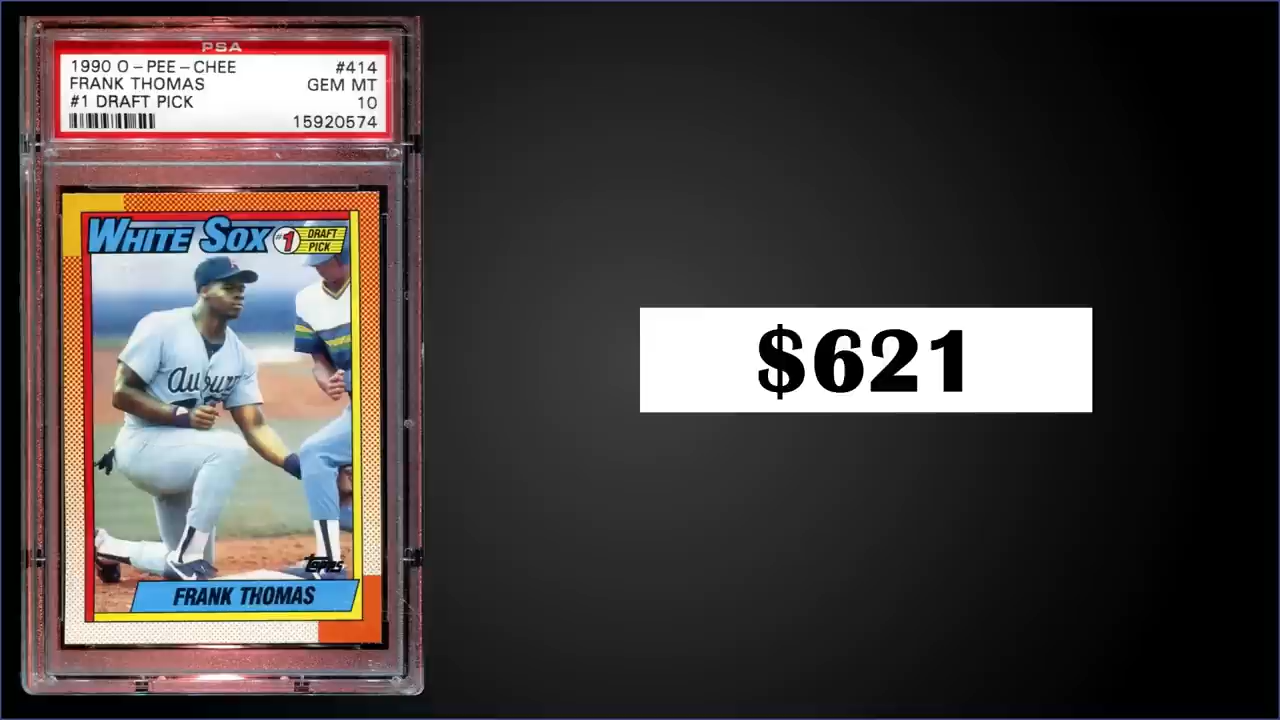 PSA
1990 O-PEE-CHEE #414
FRANK THOMAS GEM MT
#1 DRAFT PICK 10
15920574
WHITE SOX #1 DRAFT PICK
Auburn
topps
FRANK THOMAS
$621